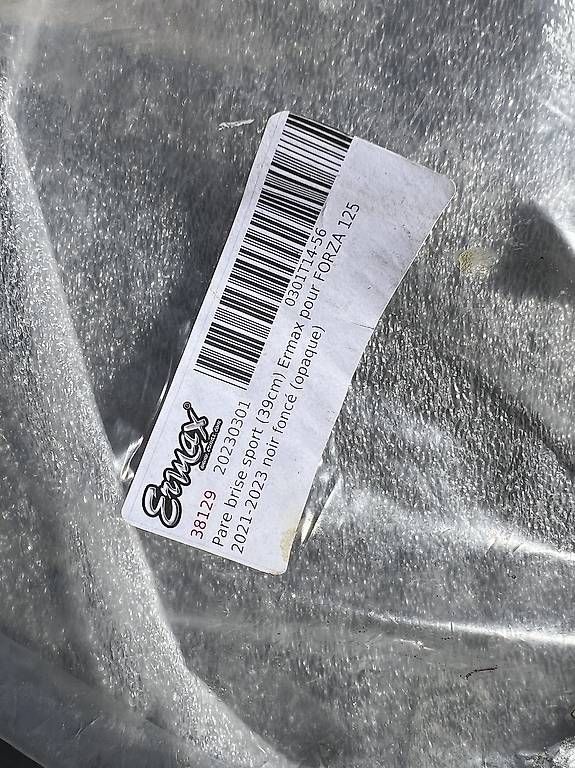 0301T14-56
Ermax®
38129 20230301
Pare brise sport (39cm) Ermax pour FORZA 125
2021-2023 noir foncé (opaque)